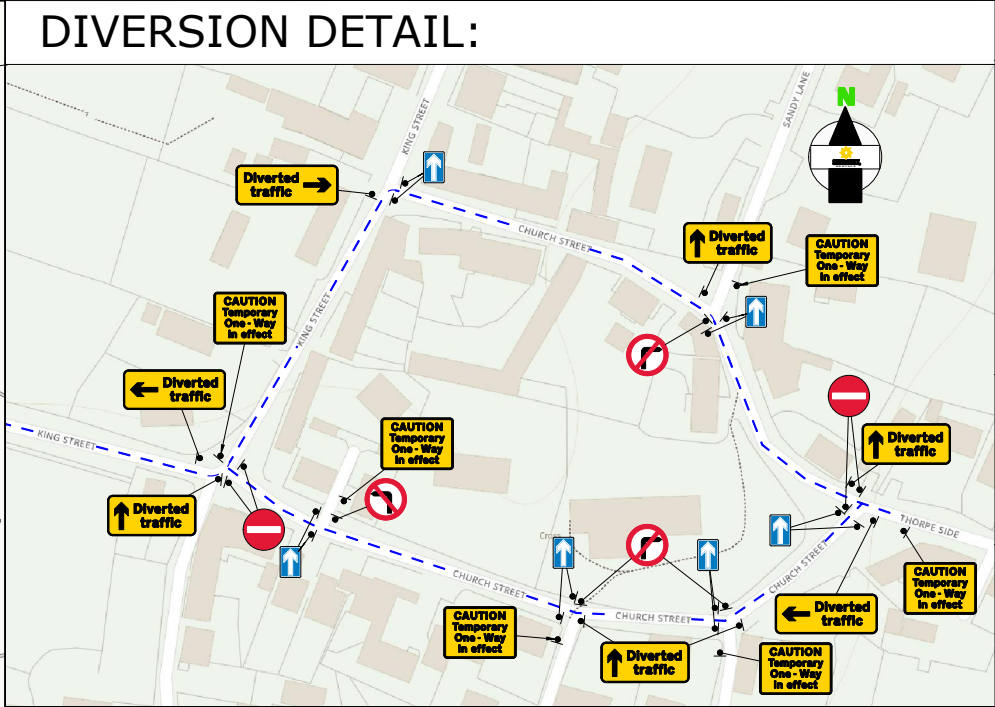 DIVERSION DETAIL:
N
KING STREET
SANDY LANE
Diverted
traffic
CHURCH STREET
Diverted
traffic
CAUTION
Temporary
One - Way
in effect
CAUTION
Temporary
One - Way
in effect
KING STREET
Diverted
traffic
KING STREET
CAUTION
Temporary
One - Way
in effect
Diverted
traffic
Diverted
traffic
THORPE SIDE
CHURCH STREET
CHURCH STREET
CHURCH STREET
CAUTION
Temporary
One - Way
in effect
CAUTION
Temporary
One - Way
in effect
Diverted
traffic
Diverted
traffic
CAUTION
Temporary
One - Way
in effect